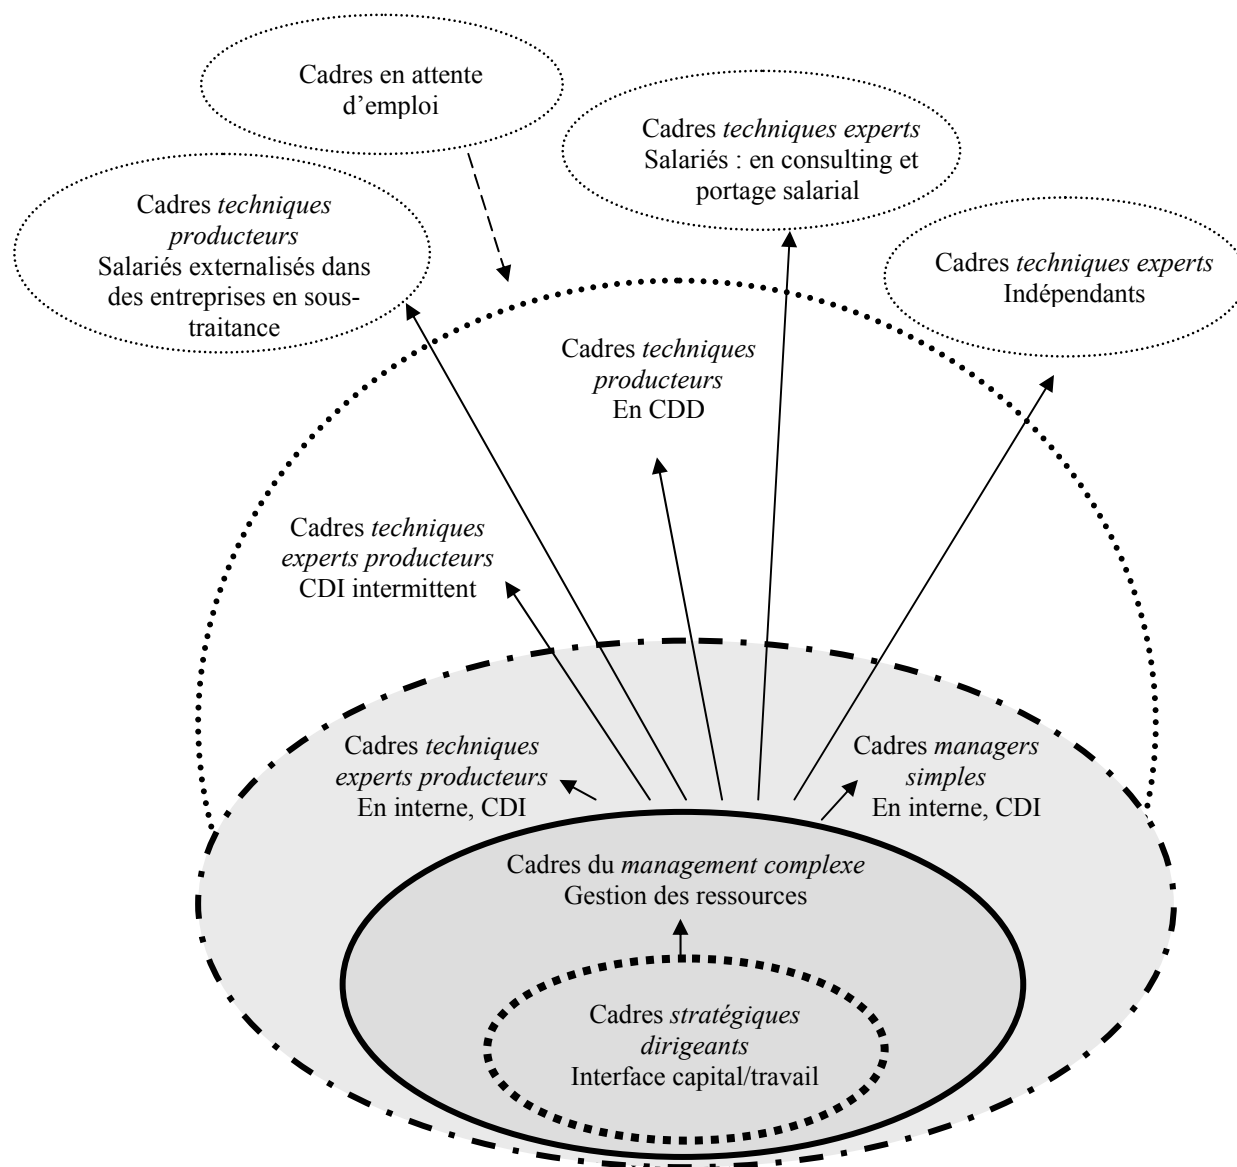 Cadres en attente
d’emploi
Cadres techniques experts
Salariés : en consulting et
portage salarial
Cadres techniques
producteurs
Salariés externalisés dans
des entreprises en sous-
traitance
Cadres techniques experts
Indépendants
Cadres techniques
producteurs
En CDD
Cadres techniques
experts producteurs
CDI intermittent
Cadres techniques
experts producteurs
En interne, CDI
Cadres managers
simples
En interne, CDI
Cadres du management complexe
Gestion des ressources
Cadres stratégiques
dirigeants
Interface capital/travail